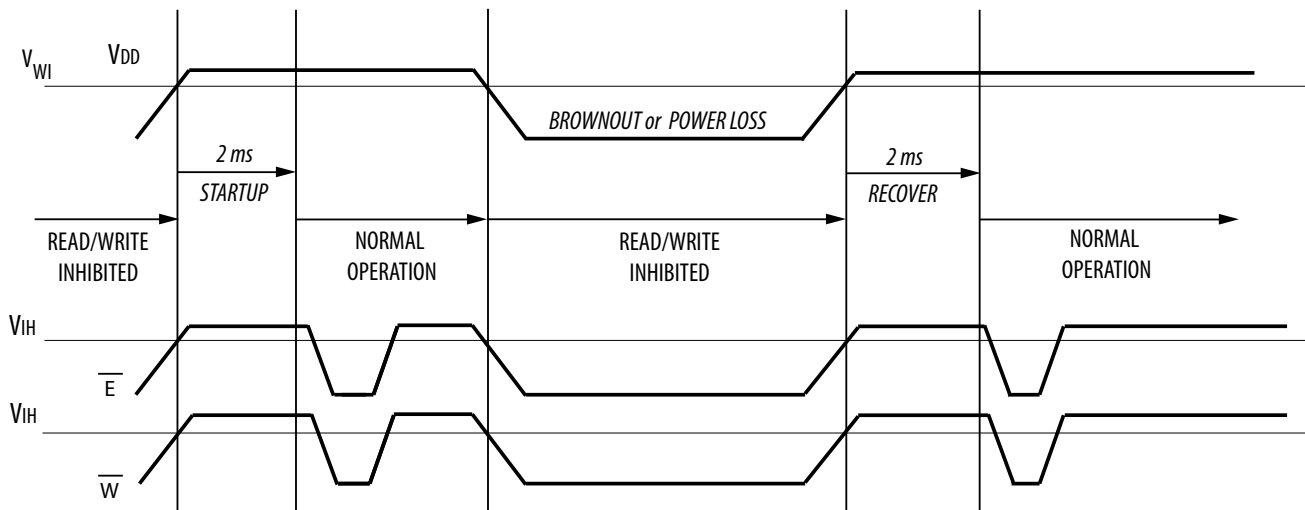 VWI
VDD
BROWNOUT or POWER LOSS
2 ms
STARTUP
2 ms
RECOVER
READ/WRITE
INHIBITED
NORMAL
OPERATION
READ/WRITE
INHIBITED
NORMAL
OPERATION
VIH
E
VIH
W